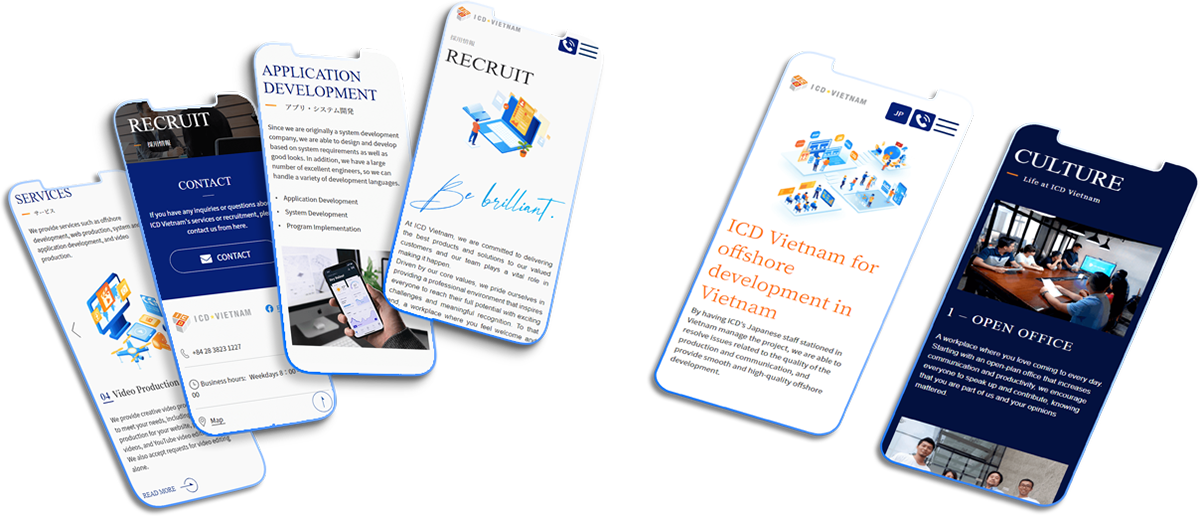 SERVICES
サービス
We provide services such as offshore
development, web production, system and
application development, and video
production.
04 Video Production
We provide creative video pro
to meet your needs, including
production for your website,
videos, and YouTube video edi
We also accept requests for video editing
alone.
READ MORE
RECRUIT
採用情報
CONTACT
If you have any inquiries or questions abou
ICD Vietnam's services or recruitment, ple
contact us from here.
CONTACT
ICD VIETNAM
+84 28 3823 1227
Business hours: Weekdays 8:00
00
Map
APPLICATION
DEVELOPMENT
アプリ・システム開発
Since we are originally a system development
company, we are able to design and develop
based on system requirements as well as
good looks. In addition, we have a large
number of excellent engineers, so we can
handle a variety of development languages.
• Application Development
• System Development
• Program Implementation
ICD VIETNAM
採用情報
RECRUIT
Be brilliant.
At ICD Vietnam, we are committed to delivering
the best products and solutions to our valued
customers and our team plays a vital role in
making it happen.
Driven by our core values, we pride ourselves in
providing a professional environment that inspires
everyone to reach their full potential with exciting
challenges and meaningful recognition. To that
end, a workplace where you feel welcome and
ICD VIETNAM
JP
ICD Vietnam for
offshore
development in
Vietnam
By having ICD's Japanese staff stationed in
Vietnam manage the project, we are able to
resolve issues related to the quality of the
production and communication, and
provide smooth and high-quality offshore
development.
CULTURE
Life at ICD Vietnam
1 – OPEN OFFICE
A workplace where you love coming to every day.
Starting with an open-plan office that increases
communication and productivity, we encourage
everyone to speak up and contribute, knowing
that you are part of us and your opinions
mattered